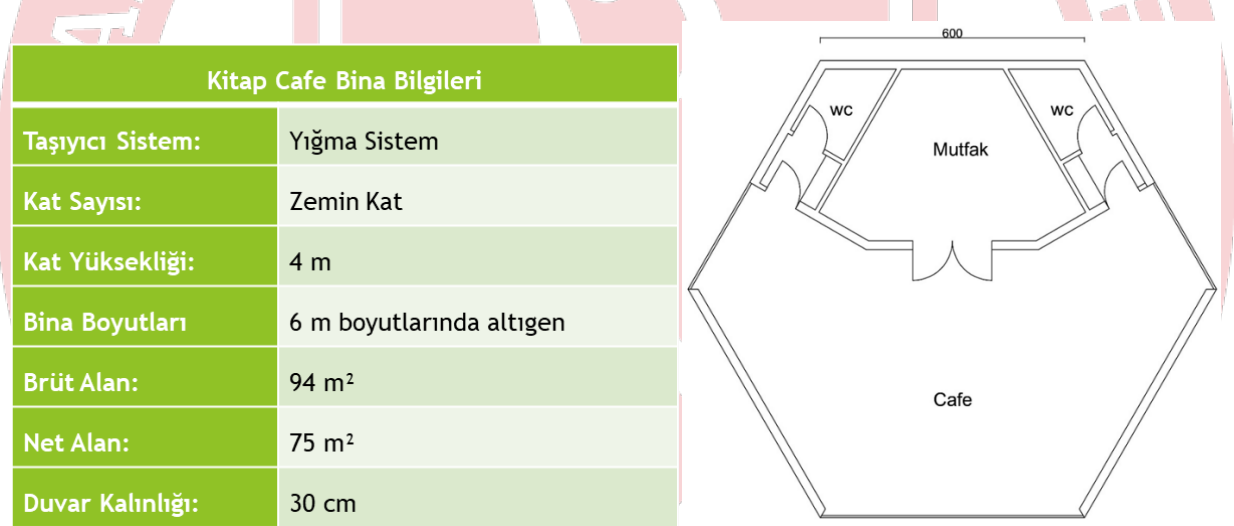 Kitap Cafe Bina Bilgileri
Taşıyıcı Sistem: Yığma Sistem
Kat Sayısı: Zemin Kat
Kat Yüksekliği: 4 m
Bina Boyutları 6 m boyutlarında altıgen
Brüt Alan: 94 m²
Net Alan: 75 m²
Duvar Kalınlığı: 30 cm
600
WC
WC
Mutfak
Cafe